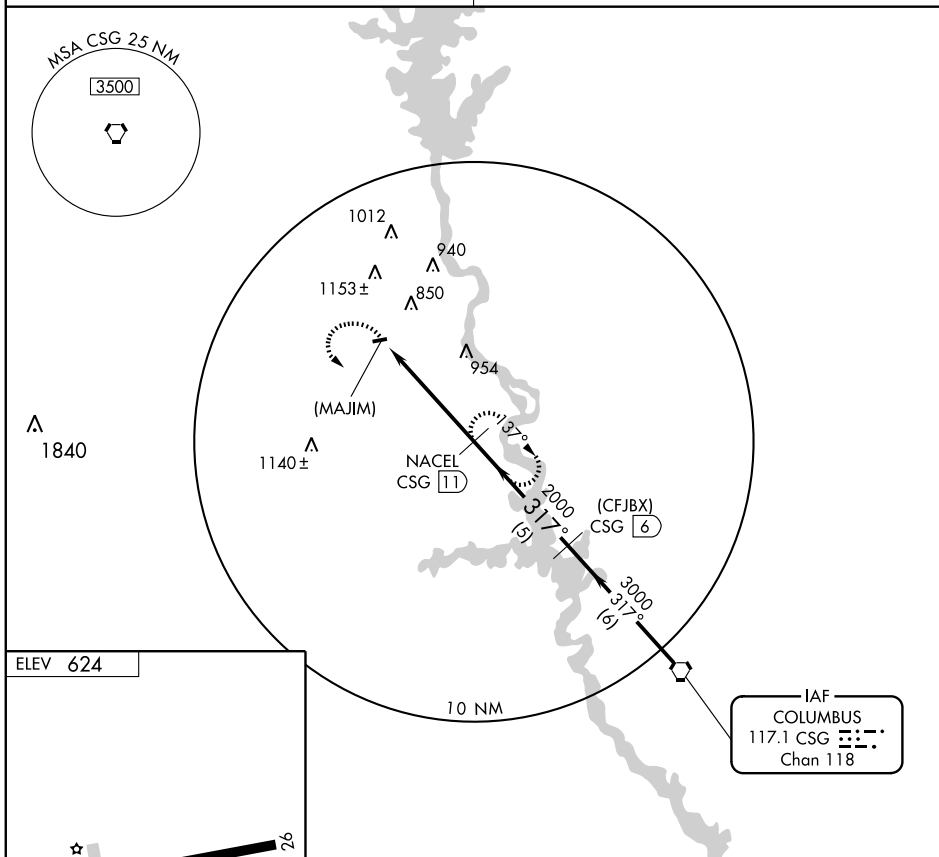 MSA CSG 25 NM
3500
1012
940
1153 ±
850
954
(MAJIM)
1840
1140 ±
137°
NACEL
CSG 11
2000
317°
(5)
(CFJBX)
CSG 6
3000
317°
(6)
ELEV 624
10 NM
IAF
COLUMBUS
117.1 CSG
Chan 118
26